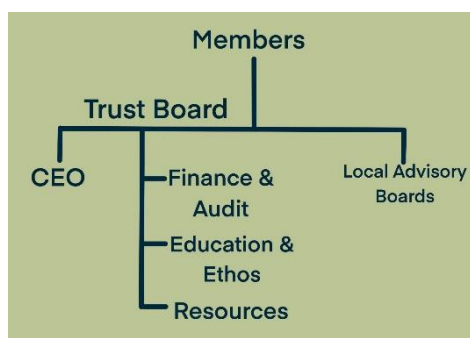 Members
Trust Board
CEO
Finance &
Audit
Education &
Ethos
Resources
Local Advisory
Boards